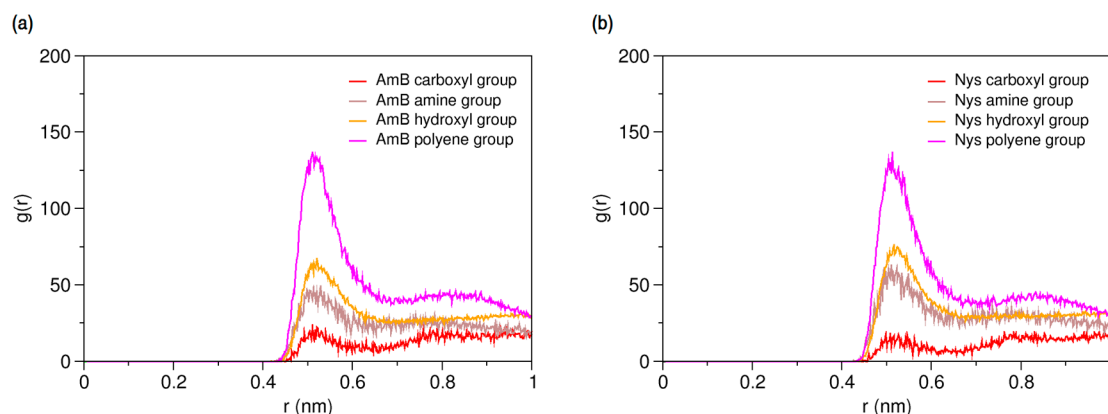 (a)
200
150
100
50
0
g(r)
AmB carboxyl group
AmB amine group
AmB hydroxyl group
AmB polyene group
0 0.2 0.4 0.6 0.8 1
r (nm)
(b)
200
150
100
50
0
g(r)
Nys carboxyl group
Nys amine group
Nys hydroxyl group
Nys polyene group
0 0.2 0.4 0.6 0.8
r (nm)